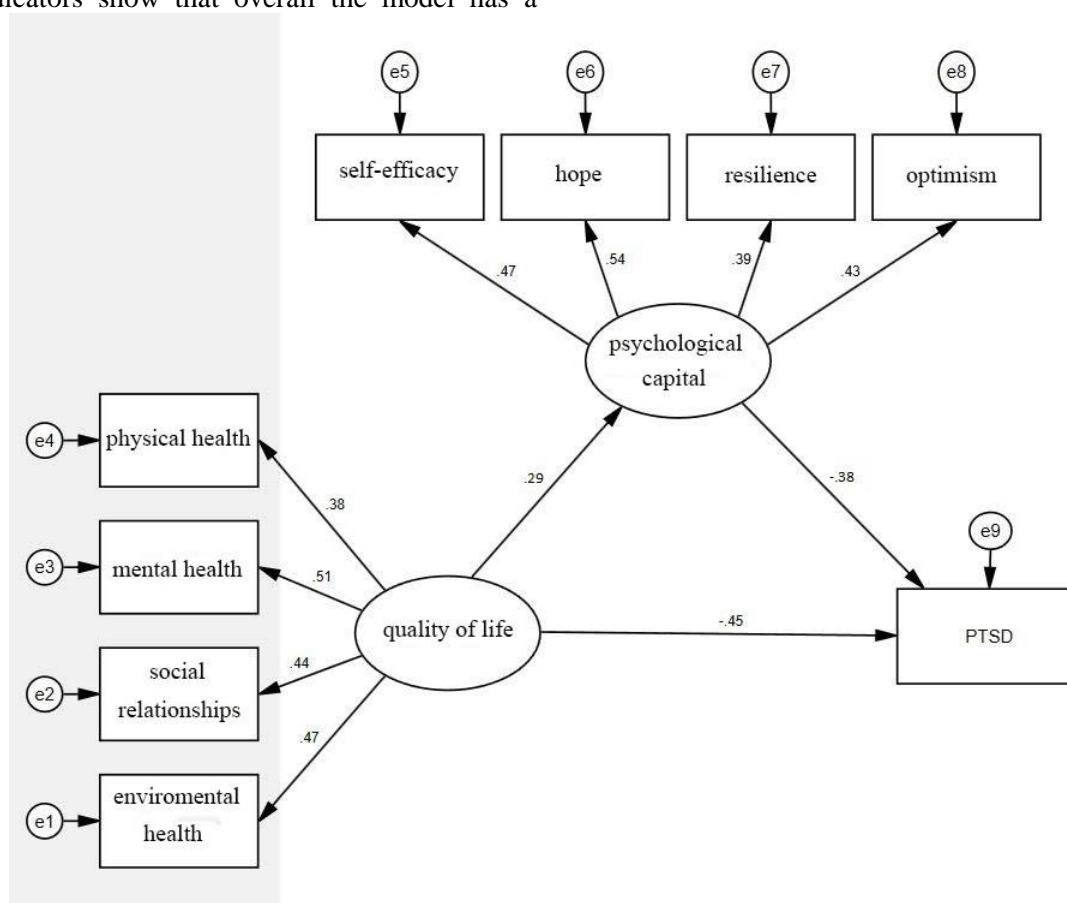 dicators show that overall the model has a
e5
e6
e7
e8
self-efficacy
hope
resilience
optimism
.47
.54
.39
.43
psychological
capital
e4
physical health
.38
.29
-.38
e9
e3
mental health
.51
quality of life
-.45
PTSD
e2
social
relationships
.44
.47
e1
enviromental
health